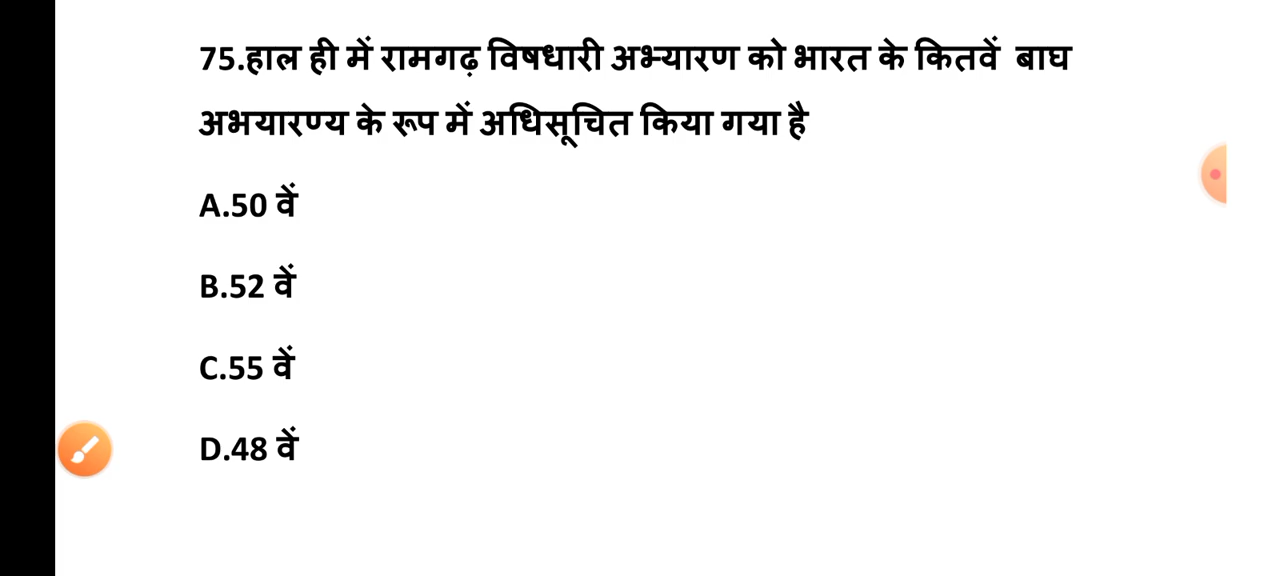 75.हाल ही में रामगढ़ विषधारी अभ्यारण को भारत के कितवें बाघ
अभयारण्य के रूप में अधिसूचित किया गया है
A.50 वें
B.52 वें
C.55 वें
D.48 वें